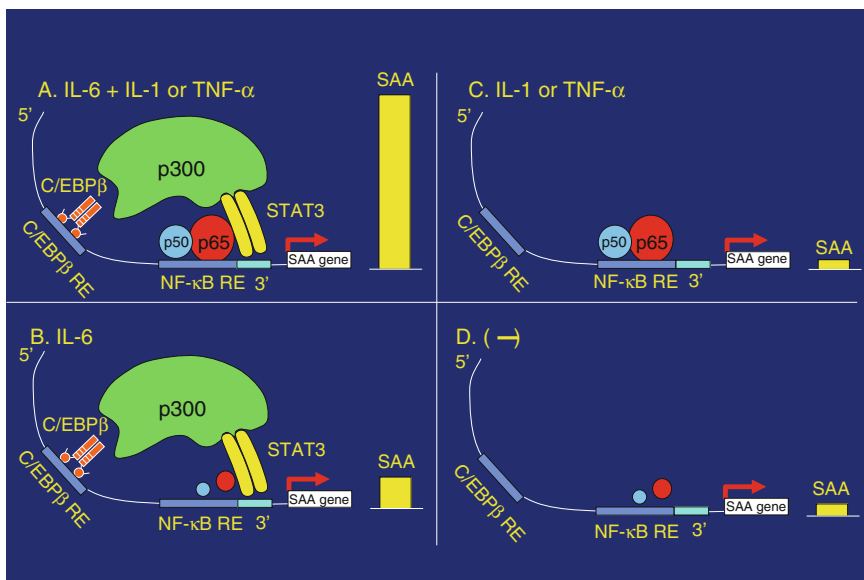 A. IL-6 + IL-1 or TNF-α
SAA
5’
p300
C/EBPβ
STAT3
p50
p65
C/EBPβ RE
SAA gene
NF-κB RE 3’
C. IL-1 or TNF-α
5’
C/EBPβ RE
p50
p65
SAA gene
SAA
NF-κB RE 3’
B. IL-6
5’
p300
C/EBPβ
STAT3
SAA
C/EBPβ RE
SAA gene
NF-κB RE 3’
D. (−)
5’
C/EBPβ RE
SAA
SAA gene
NF-κB RE 3’